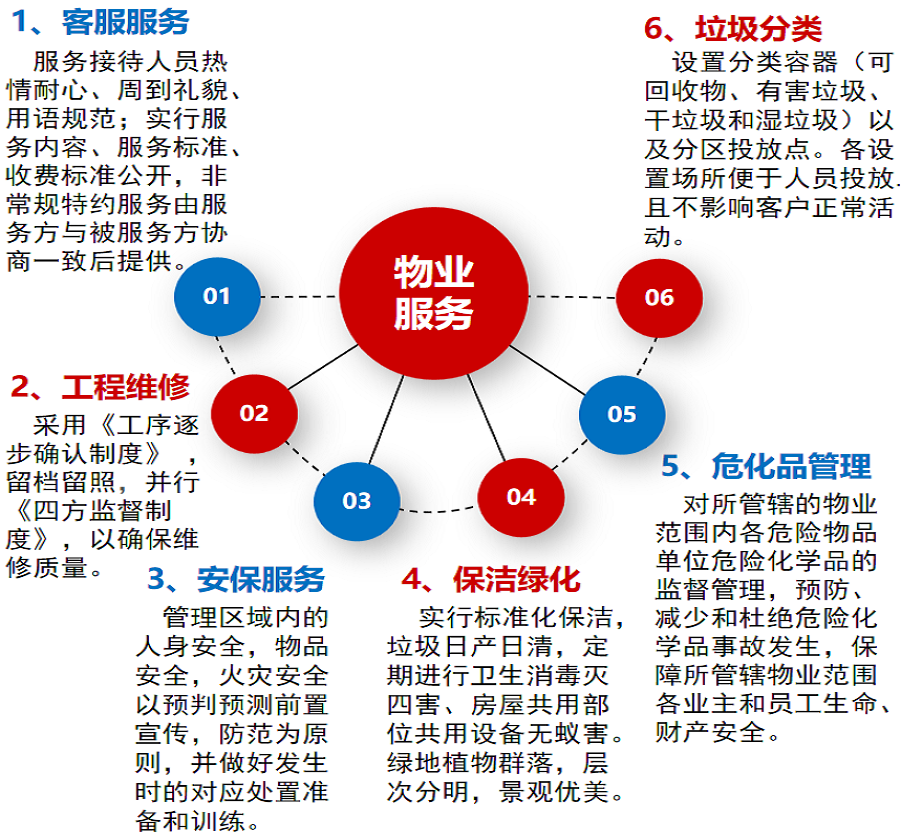 1、客服服务
服务接待人员热
情耐心、周到礼貌、
用语规范；实行服
务内容、服务标准、
收费标准公开，非
常规特约服务由服
务方与被服务方协
商一致后提供。
01
物业
服务
6、垃圾分类
设置分类容器（可
回收物、有害垃圾、
干垃圾和湿垃圾）以
及分区投放点。各设
置场所便于人员投放.
且不影响客户正常活
动。
06
2、工程维修
采用《工序逐
步确认制度》，
留档留照，并行
《四方监督制
度》，以确保维
修质量。
02
03
04
05
3、安保服务
管理区域内的
人身安全，物品
安全，火灾安全
以预判预测前置
宣传，防范为原
则，并做好发生
时的对应处置准
备和训练。
4、保洁绿化
实行标准化保洁，
垃圾日产日清，定
期进行卫生消毒灭
四害、房屋共用部
位共用设备无蚁害。
绿地植物群落，层
次分明，景观优美。
5、危化品管理
对所管辖的物业
范围内各危险物品
单位危险化学品的
监督管理，预防、
减少和杜绝危险化
学品事故发生，保
障所管辖物业范围
各业主和员工生命、
财产安全。